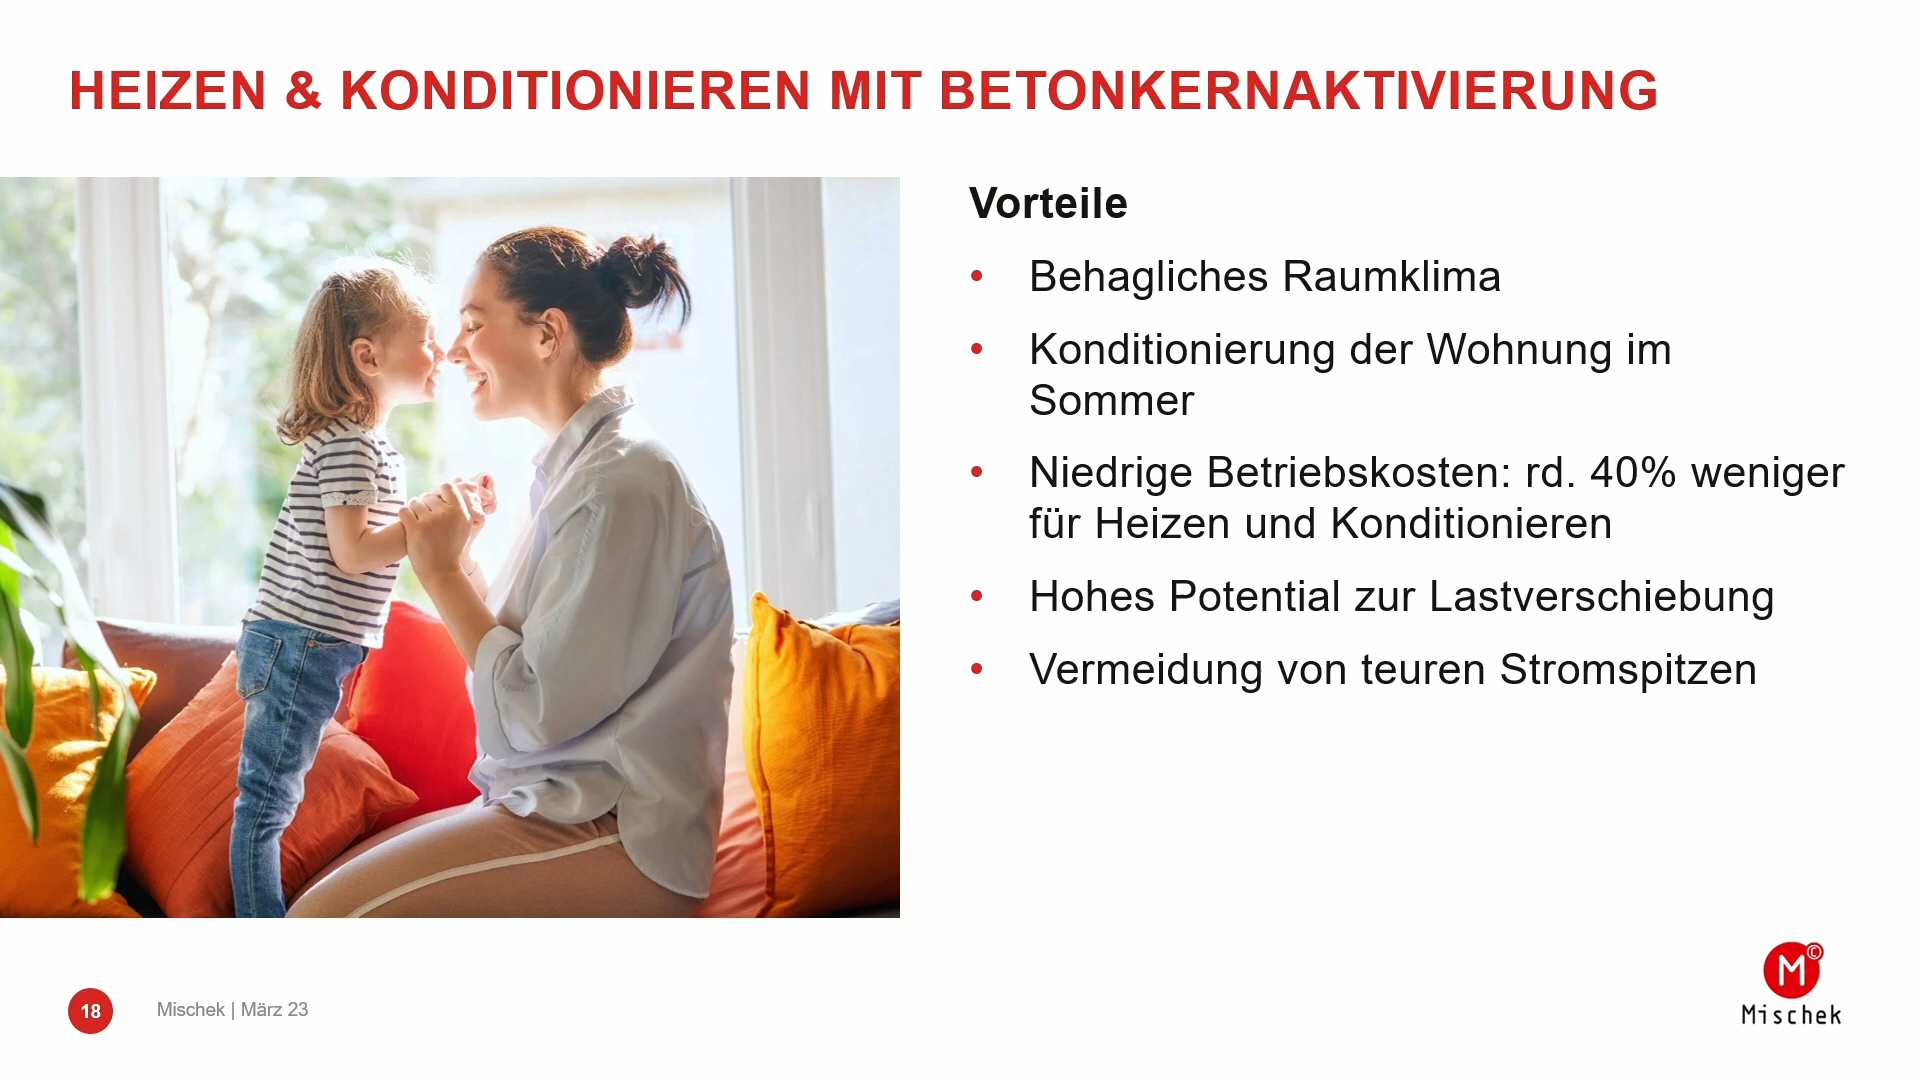 HEIZEN & KONDITIONIEREN MIT BETONKERNAKTIVIERUNG
Vorteile
• Behagliches Raumklima
• Konditionierung der Wohnung im
Sommer
• Niedrige Betriebskosten: rd. 40% weniger
für Heizen und Konditionieren
• Hohes Potential zur Lastverschiebung
• Vermeidung von teuren Stromspitzen
18
Mischek | März 23
M©
Mischek